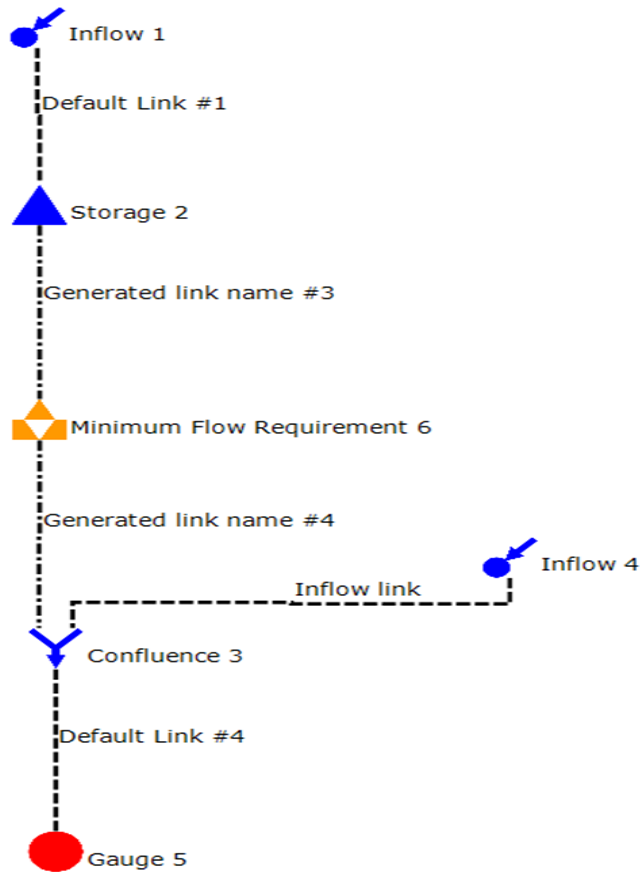 Inflow 1
Default Link #1
Storage 2
Generated link name #3
Minimum Flow Requirement 6
Generated link name #4
Inflow 4
Inflow link
Confluence 3
Default Link #4
Gauge 5